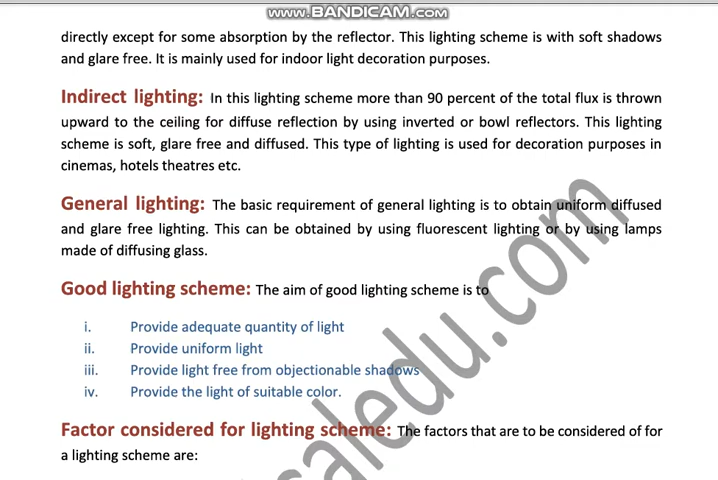 www.BANDICAM.com
directly except for some absorption by the reflector. This lighting scheme is with soft shadows
and glare free. It is mainly used for indoor light decoration purposes.
Indirect lighting: In this lighting scheme more than 90 percent of the total flux is thrown
upward to the ceiling for diffuse reflection by using inverted or bowl reflectors. This lighting
scheme is soft, glare free and diffused. This type of lighting is used for decoration purposes in
cinemas, hotels theatres etc.
General lighting: The basic requirement of general lighting is to obtain uniform diffused
and glare free lighting. This can be obtained by using fluorescent lighting or by using lamps
made of diffusing glass.
Good lighting scheme: The aim of good lighting scheme is to
i. Provide adequate quantity of light
ii. Provide uniform light
iii. Provide light free from objectionable shadows
iv. Provide the light of suitable color.
Factor considered for lighting scheme: The factors that are to be considered of for
a lighting scheme are:
saledu.com